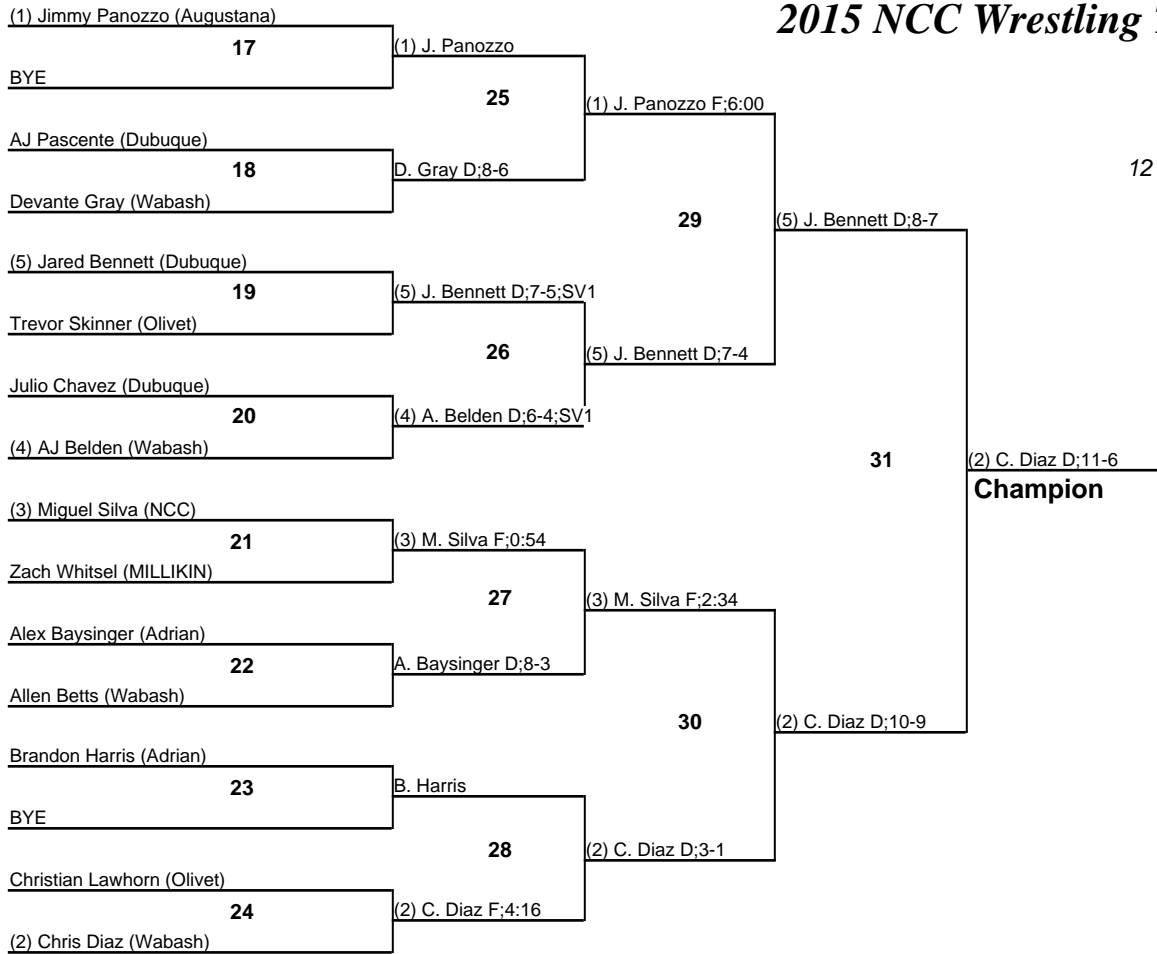 2015 NCC Wrestling
12
(1) Jimmy Panozzo (Augustana)
17
BYE
(1) J. Panozzo
25
AJ Pascente (Dubuque)
18
Devante Gray (Wabash)
D. Gray D;8-6
(1) J. Panozzo F;6:00
29
(5) Jared Bennett (Dubuque)
19
Trevor Skinner (Olivet)
(5) J. Bennett D;7-5;SV1
26
Julio Chavez (Dubuque)
20
(4) AJ Belden (Wabash)
(4) A. Belden D;6-4;SV1
(5) J. Bennett D;7-4
(5) J. Bennett D;8-7
31
(3) Miguel Silva (NCC)
21
Zach Whitsel (MILLIKIN)
(3) M. Silva F;0:54
27
Alex Baysinger (Adrian)
22
Allen Betts (Wabash)
A. Baysinger D;8-3
(3) M. Silva F;2:34
30
Brandon Harris (Adrian)
23
BYE
B. Harris
28
Christian Lawhorn (Olivet)
24
(2) Chris Diaz (Wabash)
(2) C. Diaz F;4:16
(2) C. Diaz D;3-1
(2) C. Diaz D;10-9
(2) C. Diaz D;11-6
Champion